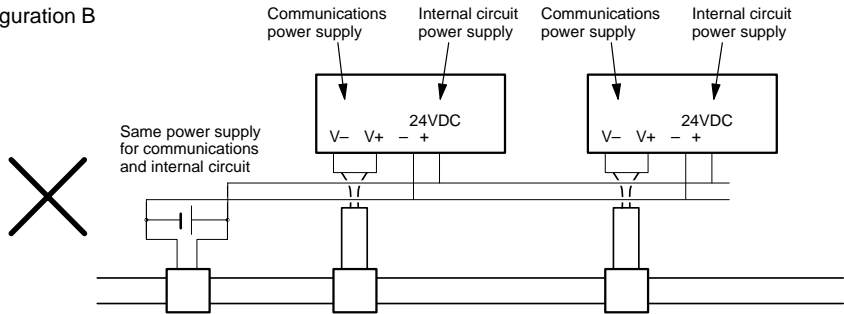 guration B
Communications
power supply
Internal circuit
power supply
Communications
power supply
Internal circuit
power supply
24VDC
V– V+ – +
24VDC
V– V+ – +
Same power supply
for communications
and internal circuit